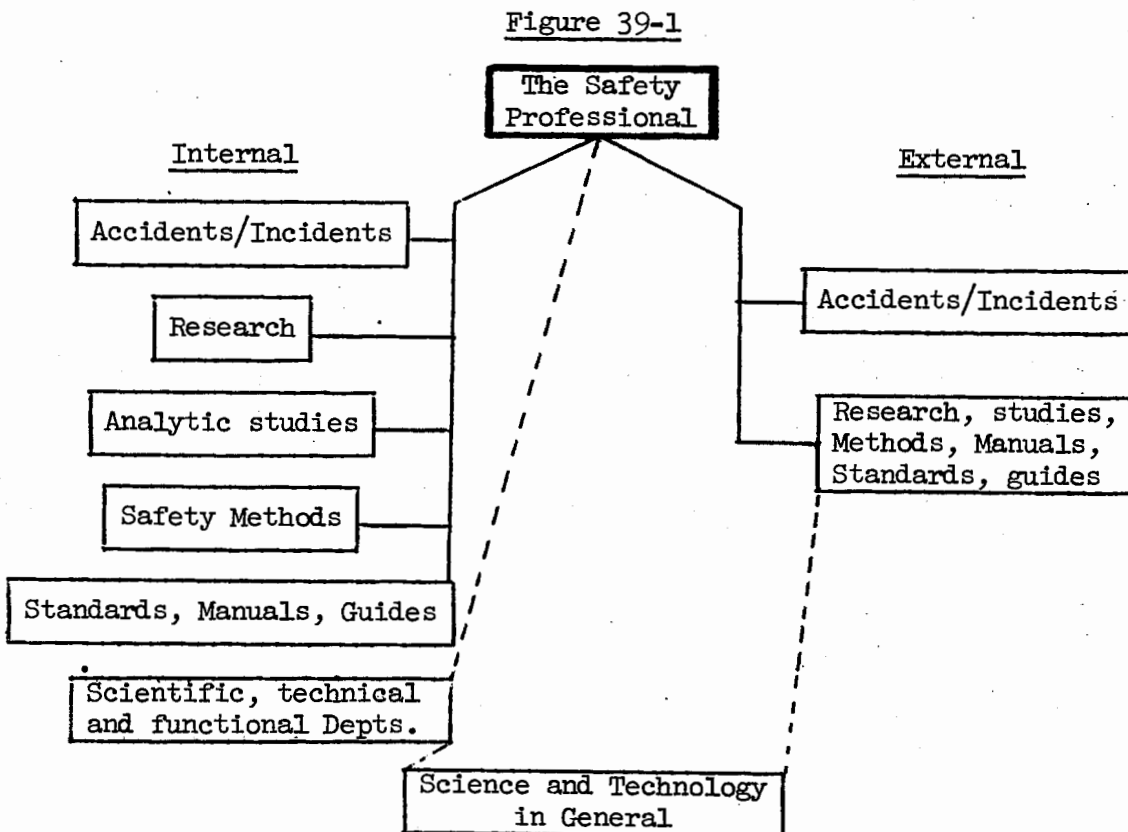 Figure 39-1
The Safety
Professional
Internal
External
Accidents/Incidents
Research
Analytic studies
Safety Methods
Standards, Manuals, Guides
Scientific, technical
and functional Depts.
Accidents/Incidents
Research, studies,
Methods, Manuals,
Standards, guides
Science and Technology
in General